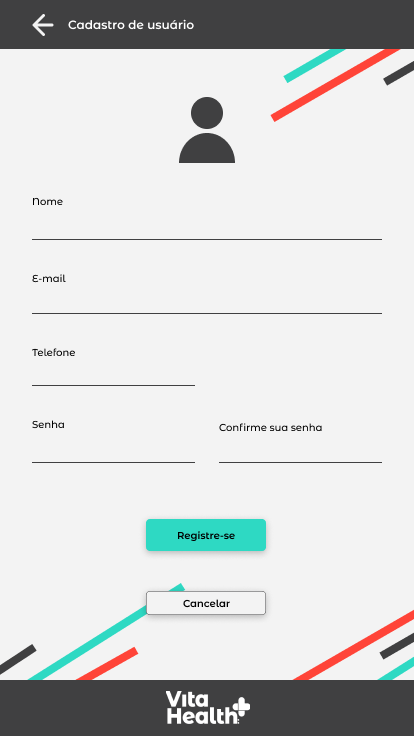 Cadastro de usuário
Nome
E-mail
Telefone
Senha
Confirme sua senha
Registre-se
Cancelar
Vita
Health